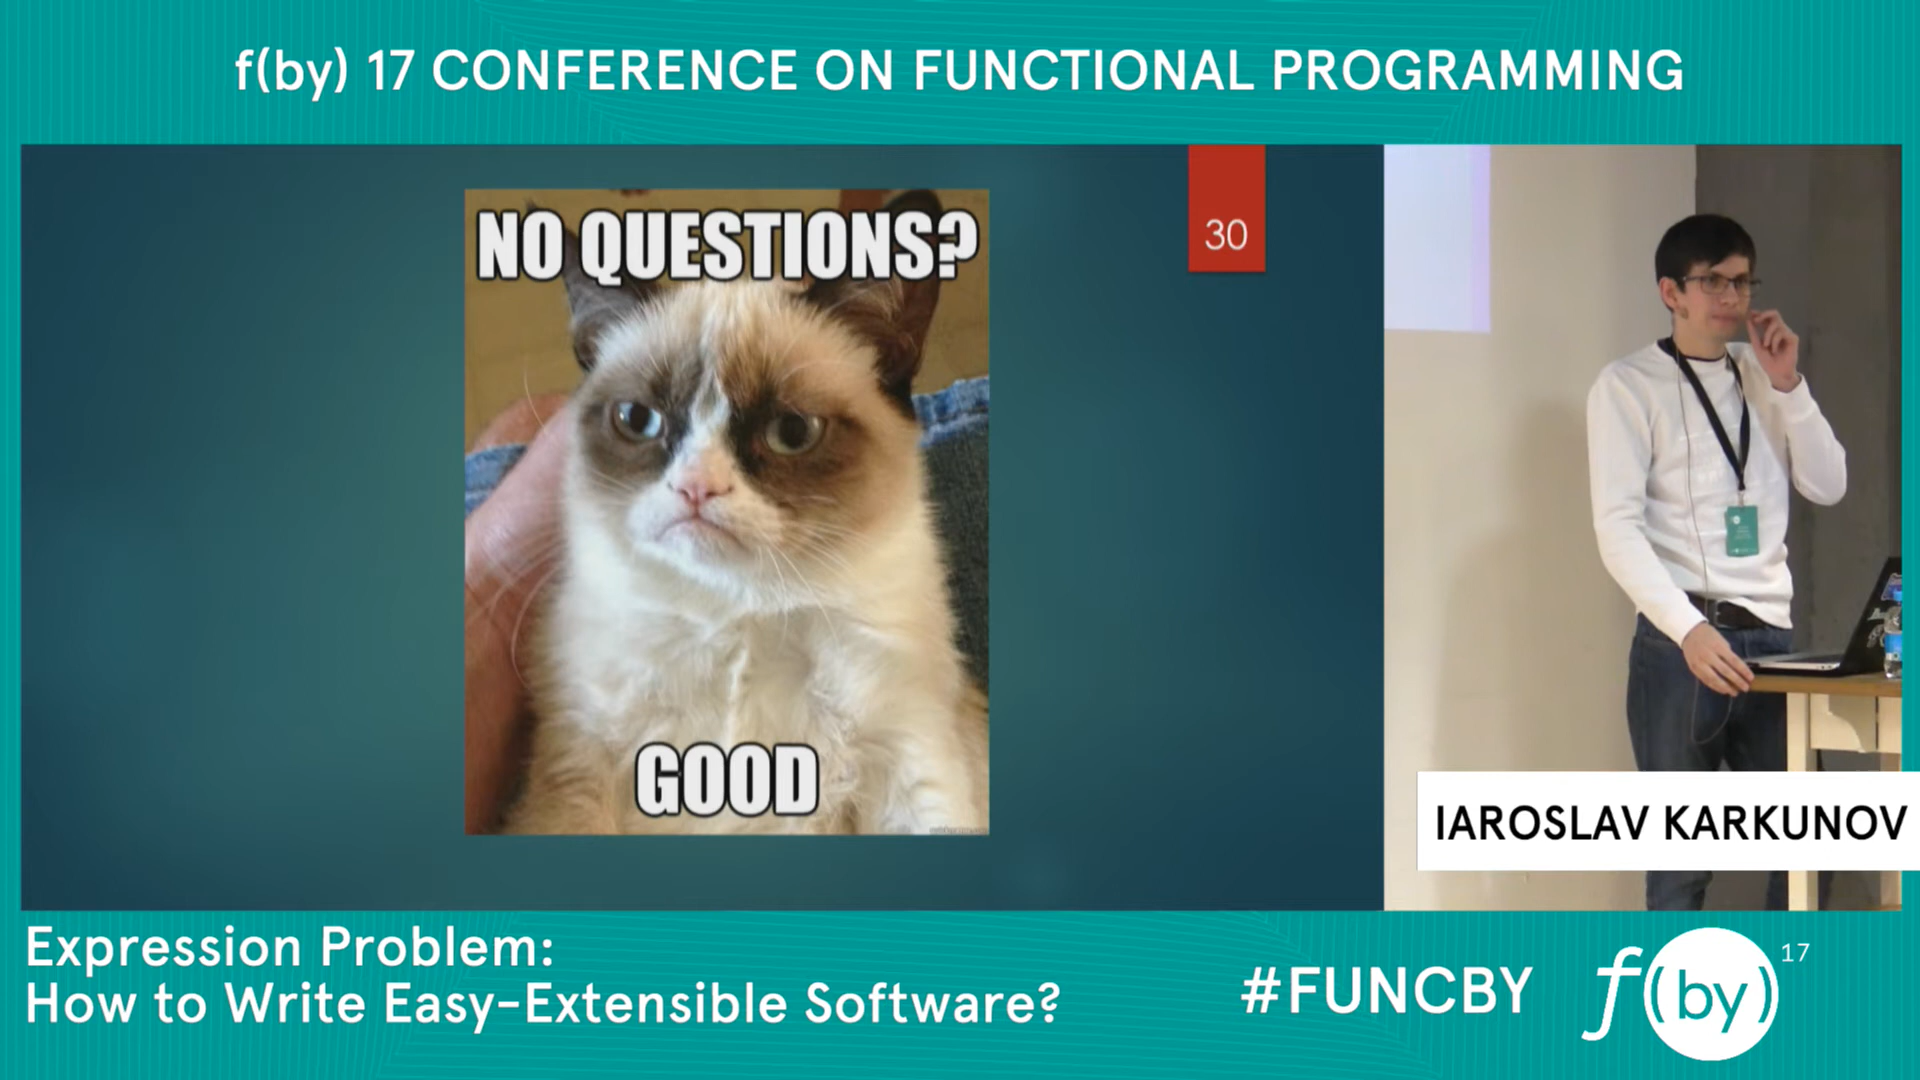 f(by) 17 CONFERENCE ON FUNCTIONAL PROGRAMMING
NO QUESTIONS?
GOOD
30
IAROSLAV KARKUNOV
Expression Problem:
How to Write Easy-Extensible Software?
#FUNCBY
f(by) 17